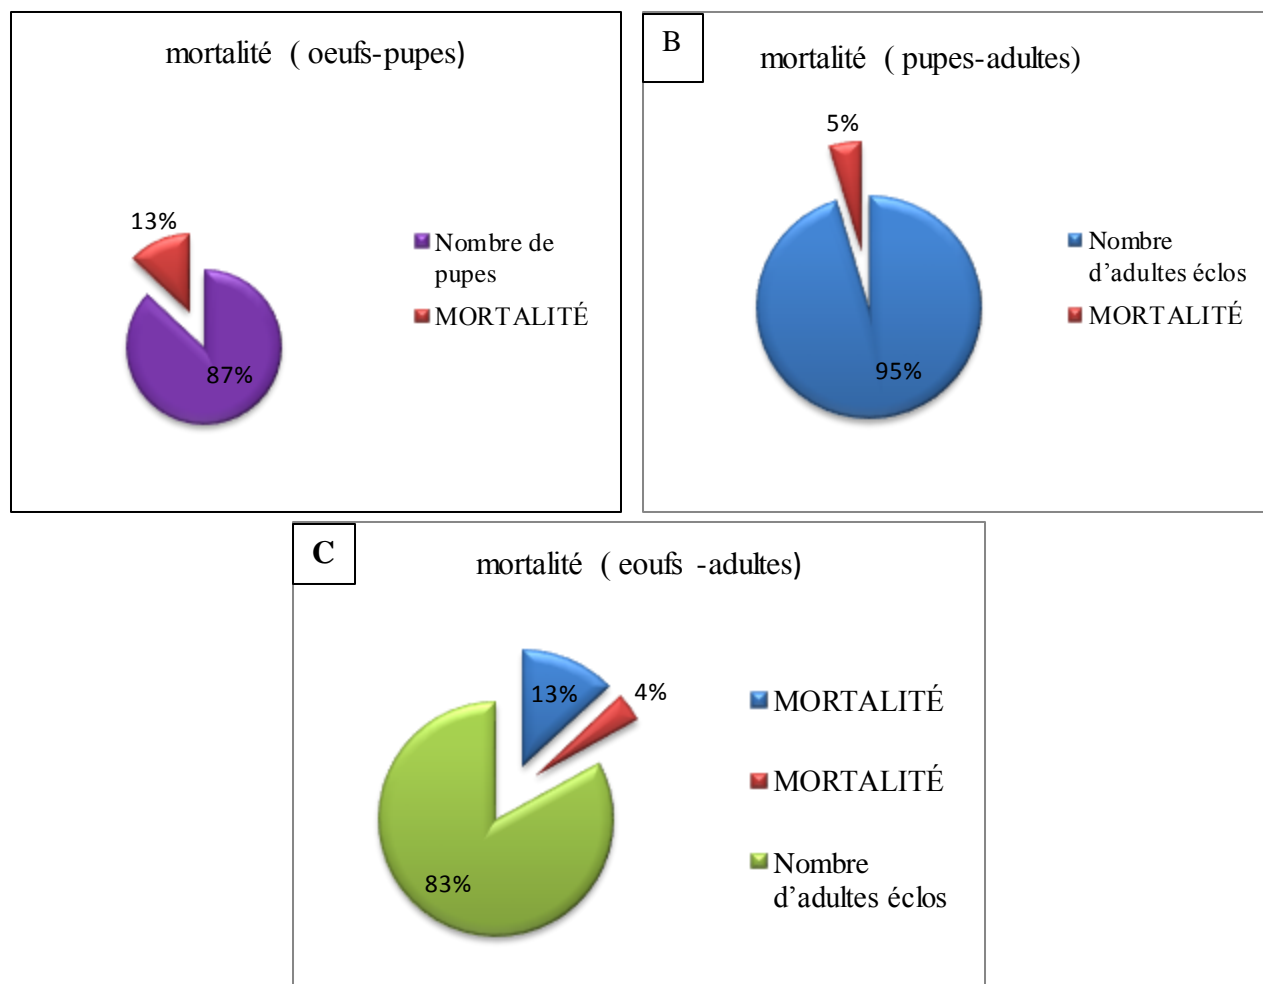 mortalité ( oeufs-pupes)
13%
87%
Nombre de
pupes
MORTALITÉ
B
mortalité ( pupes-adultes)
5%
95%
Nombre
d’adultes éclos
MORTALITÉ
C
mortalité ( eoufs -adultes)
13%
4%
83%
MORTALITÉ
MORTALITÉ
Nombre
d’adultes éclos